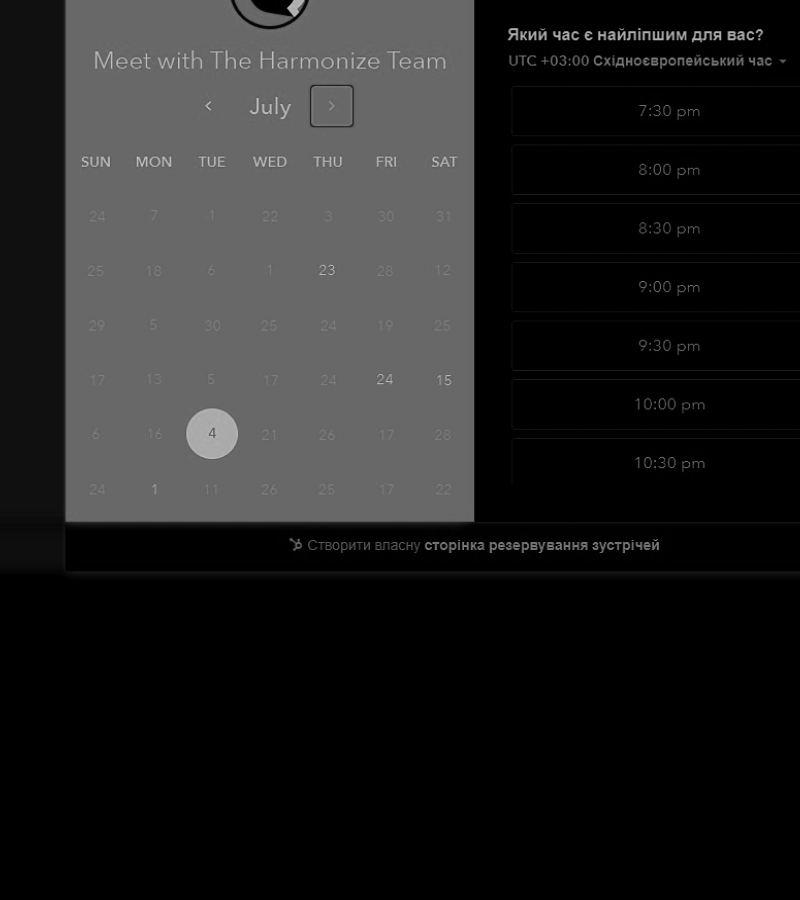 Meet with The Harmonize Team
July
SUN MON TUE WED THU FRI SAT
24 7 1 22 3 30 31
25 18 6 1 23 28 12
29 5 30 25 24 19 25
17 13 5 17 24 24 15
6 16 4 21 26 17 28
24 1 11 26 25 17 22
Який час є найліпшим для вас?
UTC +03:00 Східноєвропейський час
7:30 pm
8:00 pm
8:30 pm
9:00 pm
9:30 pm
10:00 pm
10:30 pm
Створити власну сторінка резервування зустрічей